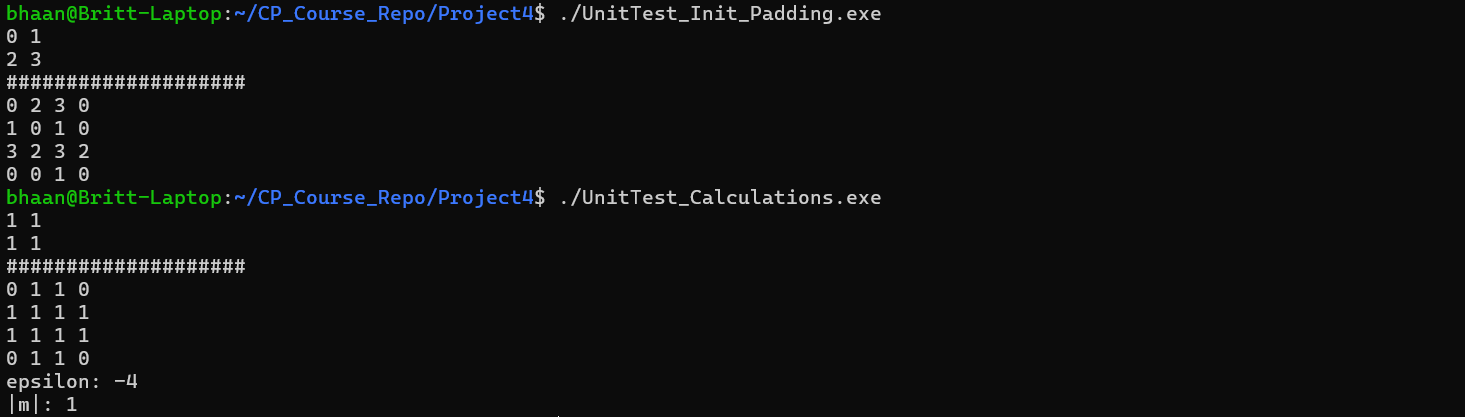 bhaan@Britt-Laptop:~/CP_Course_Repo/Project4$ ./UnitTest_Init_Padding.exe
0 1
2 3
####################
0 2 3 0
1 0 1 0
3 2 3 2
0 0 1 0
bhaan@Britt-Laptop:~/CP_Course_Repo/Project4$ ./UnitTest_Calculations.exe
1 1
1 1
####################
0 1 1 0
1 1 1 1
1 1 1 1
0 1 1 0
epsilon: -4
|m|: 1